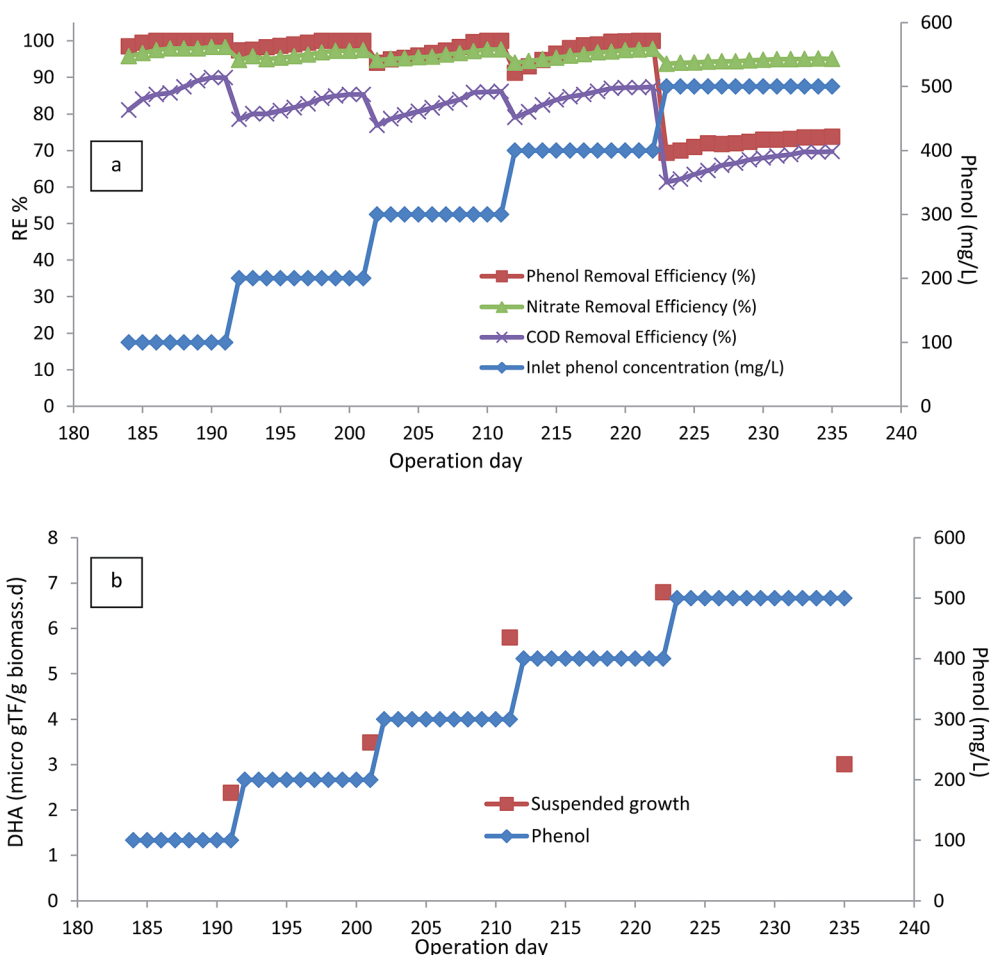 100
90
80
70
60
50
40
30
20
10
0
RE %
a
600
500
400
300
200
100
0
Phenol (mg/L)
Phenol Removal Efficiency (%)
Nitrate Removal Efficiency (%)
COD Removal Efficiency (%)
Inlet phenol concentration (mg/L)
180 185 190 195 200 205 210 215 220 225 230 235 240
Operation day
8
7
6
5
4
3
2
1
0
DHA (micro gTF/g biomass.d)
b
600
500
400
300
200
100
0
Phenol (mg/L)
Suspended growth
Phenol
180 185 190 195 200 205 210 215 220 225 230 235 240
Operation day